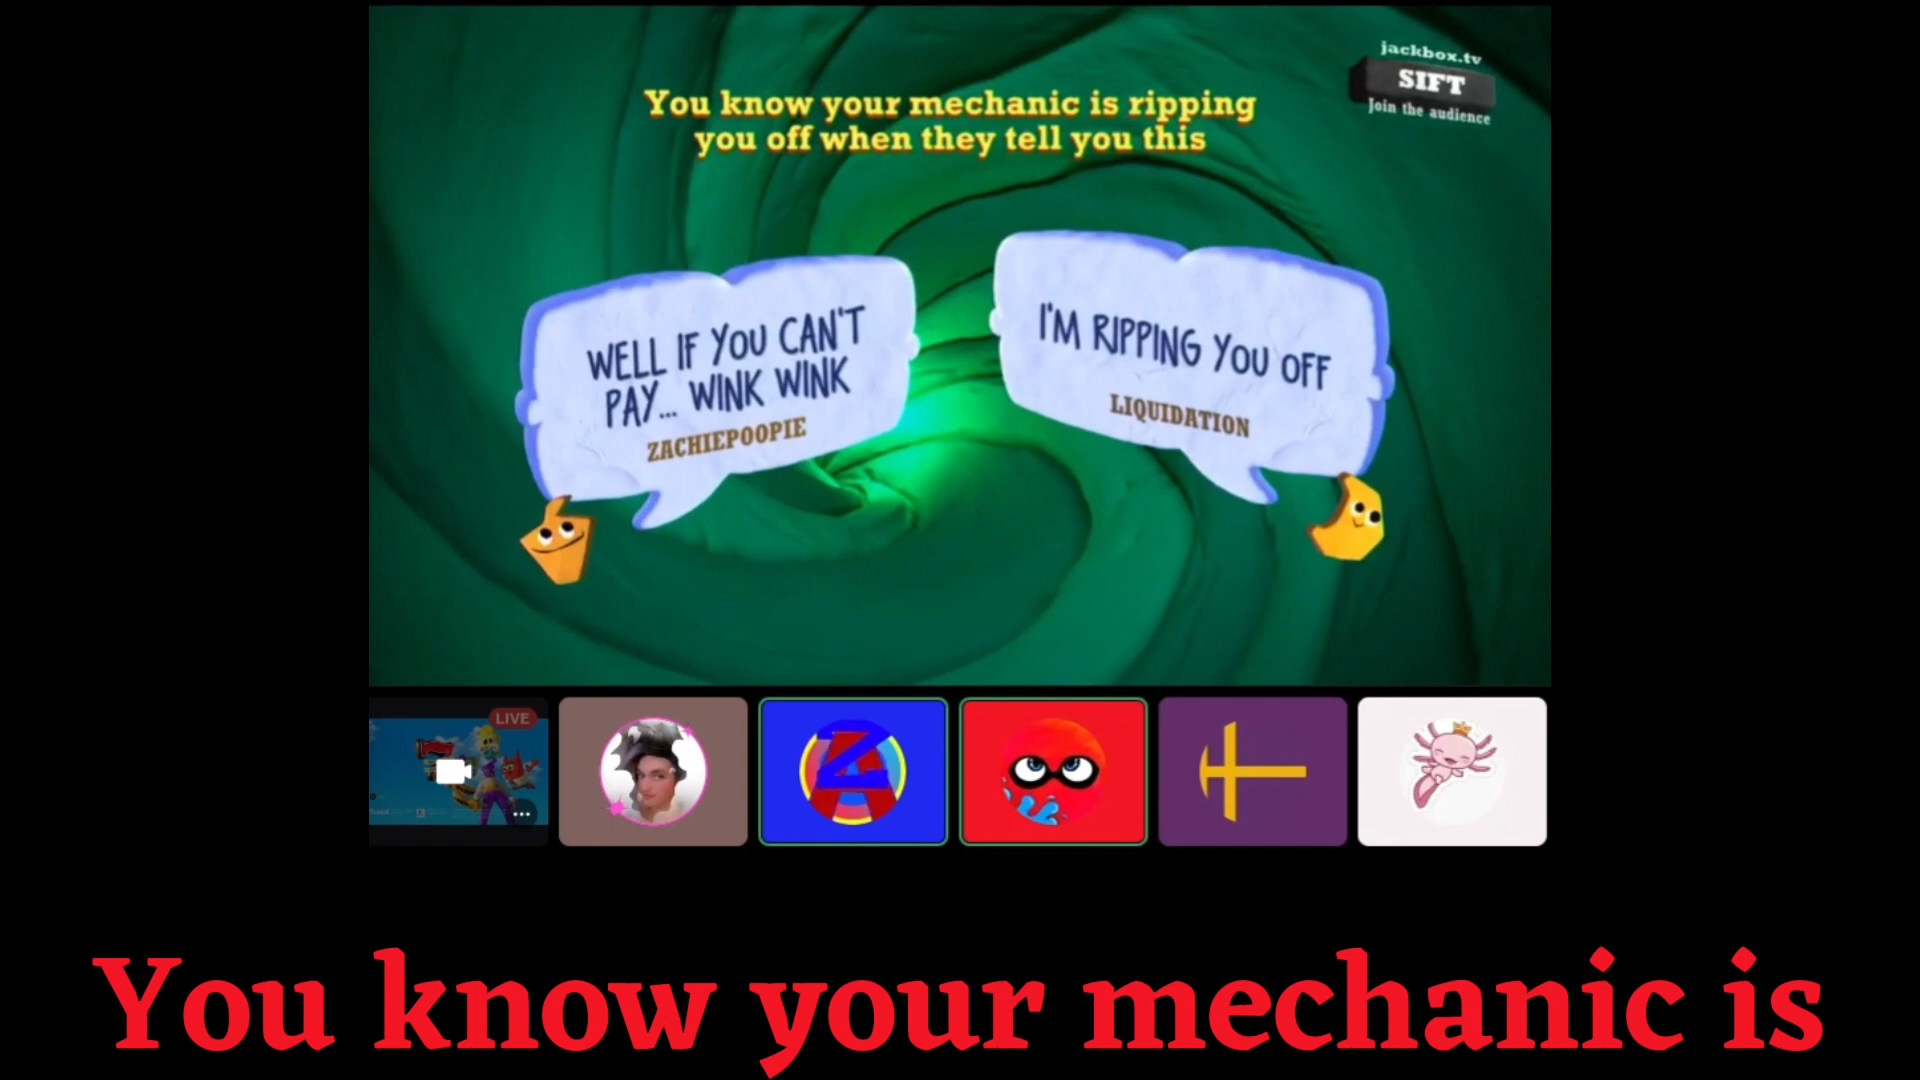 jackbox.tv
SIFT
Join the audience
You know your mechanic is ripping
you off when they tell you this
WELL IF YOU CAN'T
PAY... WINK WINK
ZACHIEPOOPIE
I'M RIPPING YOU OFF
LIQUIDATION
LIVE
You know your mechanic is